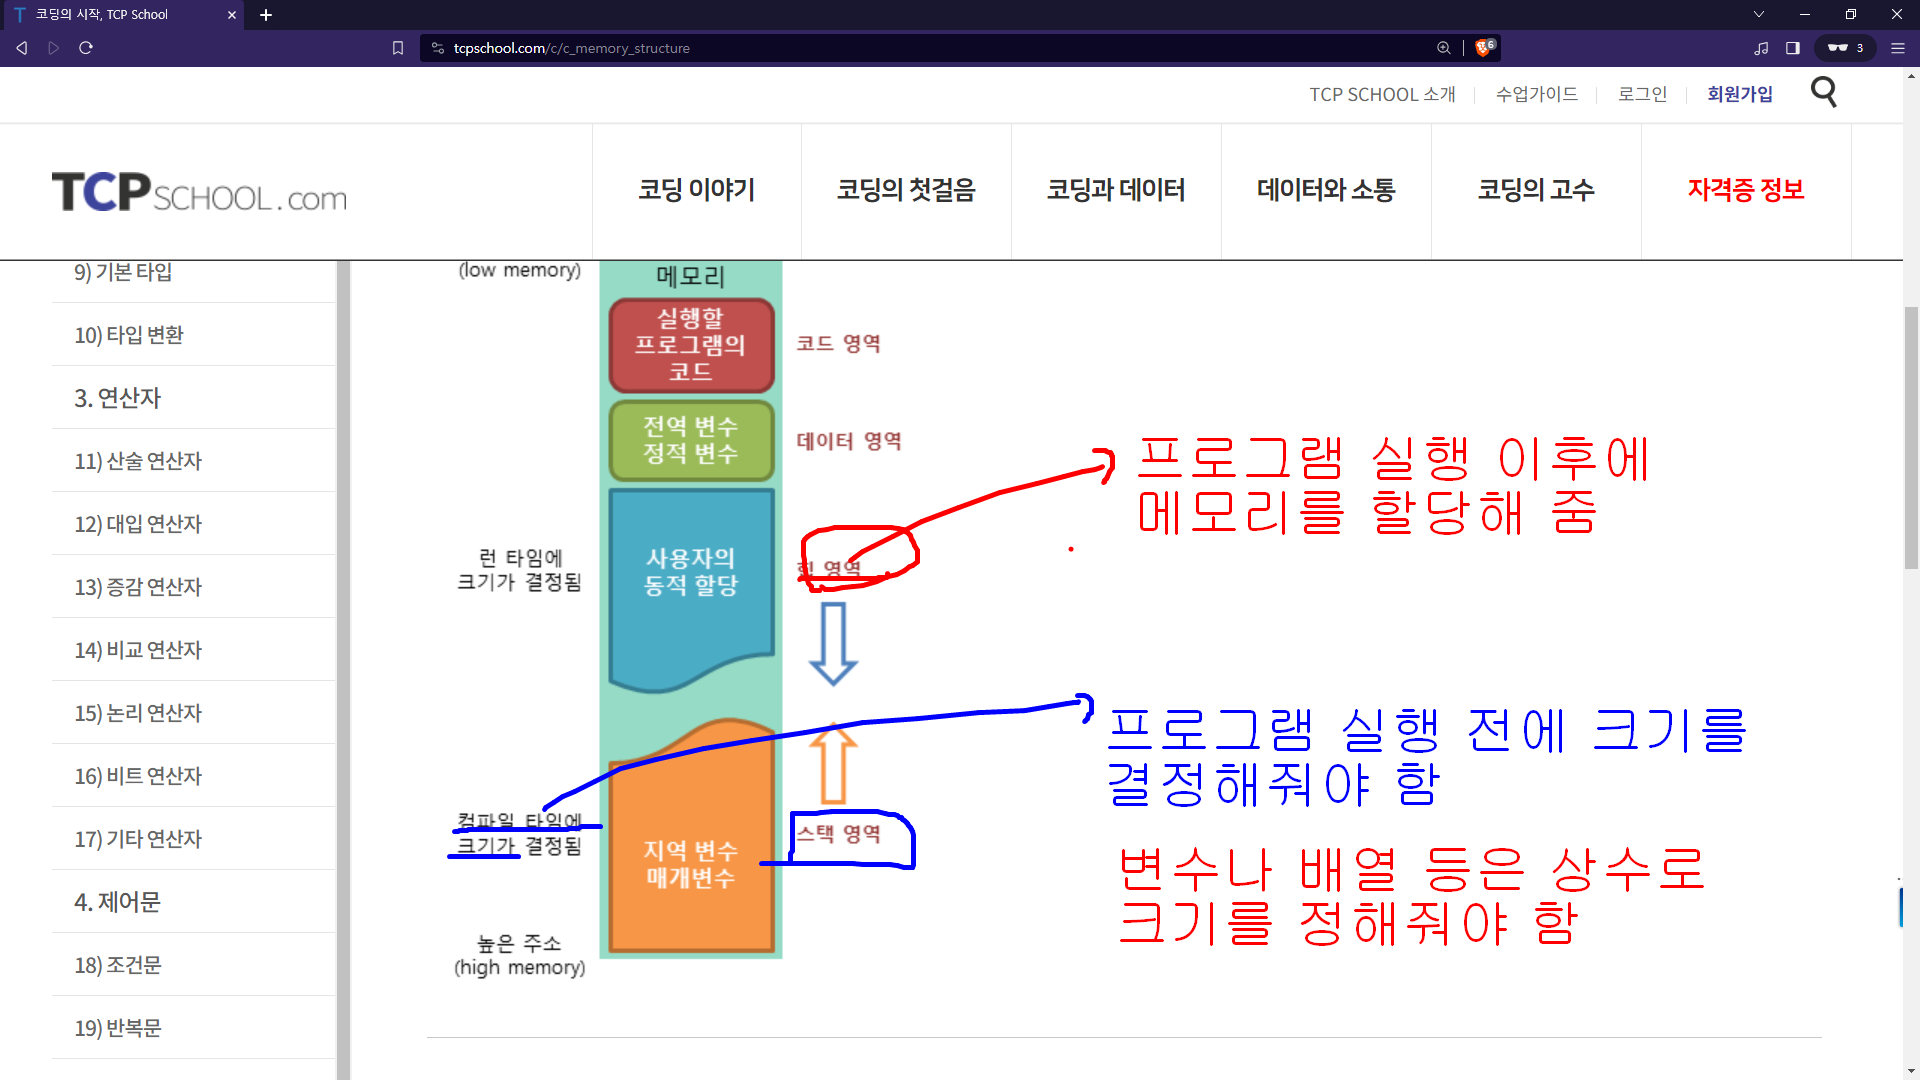 코딩의 시작, TCP School
tcpschool.com/c/c_memory_structure
6
3
TCP SCHOOL 소개
수업가이드
로그인
회원가입
TCPSCHOOL.com
코딩 이야기
코딩의 첫걸음
코딩과 데이터
데이터와 소통
코딩의 고수
자격증 정보
9) 기본 타입
10) 타입 변환
3. 연산자
11) 산술 연산자
12) 대입 연산자
13) 증감 연산자
14) 비교 연산자
15) 논리 연산자
16) 비트 연산자
17) 기타 연산자
4. 제어문
18) 조건문
19) 반복문
(low memory)
메모리
실행할
프로그램의
코드
코드 영역
전역 변수
정적 변수
데이터 영역
런 타임에
크기가 결정됨
사용자의
동적 할당
힙 영역
프로그램 실행 이후에
메모리를 할당해 줌
컴파일 타임에
크기가 결정됨
지역 변수
매개변수
스택 영역
프로그램 실행 전에 크기를
결정해줘야 함
변수나 배열 등은 상수로
크기를 정해줘야 함
높은 주소
(high memory)